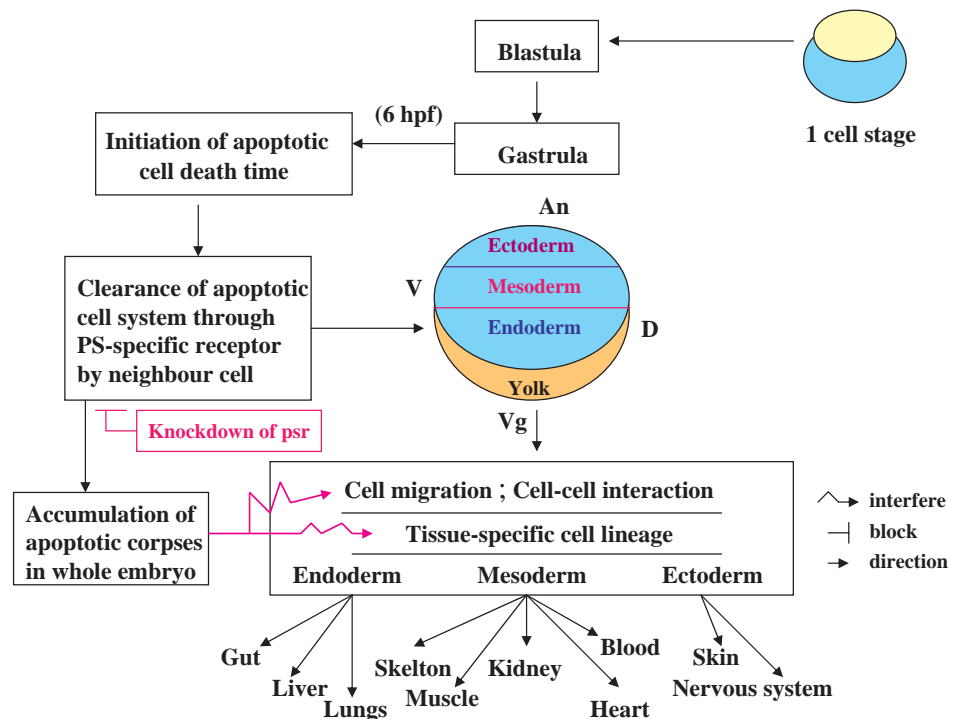 Blastula
1 cell stage
(6 hpf)
Gastrula
Initiation of apoptotic
cell death time
An
Ectoderm
V
Mesoderm
Endoderm
D
Yolk
Vg
Clearance of apoptotic
cell system through
PS-specific receptor
by neighbour cell
Knockdown of psr
Accumulation of
apoptotic corpses
in whole embryo
Cell migration ; Cell-cell interaction
Tissue-specific cell lineage
Endoderm Mesoderm Ectoderm
interfere
block
direction
Gut
Liver
Lungs
Skelton
Muscle
Kidney
Blood
Heart
Skin
Nervous system